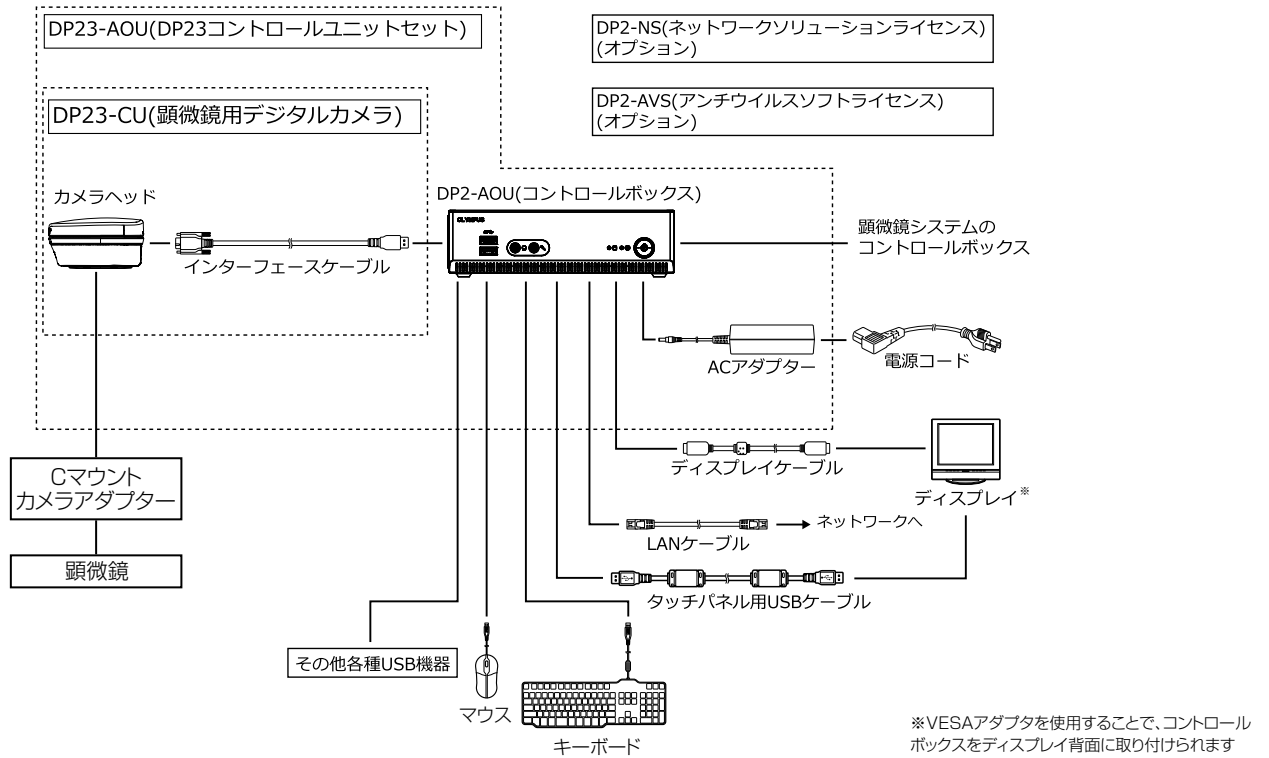 DP23-AOU(DP23コントロールユニットセット)
DP2-NS(ネットワークソリューションライセンス)
(オプション)
DP2-AVS(アンチウイルスソフトライセンス)
(オプション)
DP23-CU(顕微鏡用デジタルカメラ)
カメラヘッド
インターフェースケーブル
DP2-AOU(コントロールボックス)
OLYMPUS
顕微鏡システムの
コントロールボックス
ACアダプター
電源コード
Cマウント
カメラアダプター
顕微鏡
ディスプレイケーブル
ディスプレイ※
LANケーブル
ネットワークへ
タッチパネル用USBケーブル
その他各種USB機器
マウス
キーボード
※VESAアダプタを使用することで、コントロール
ボックスをディスプレイ背面に取り付けられます